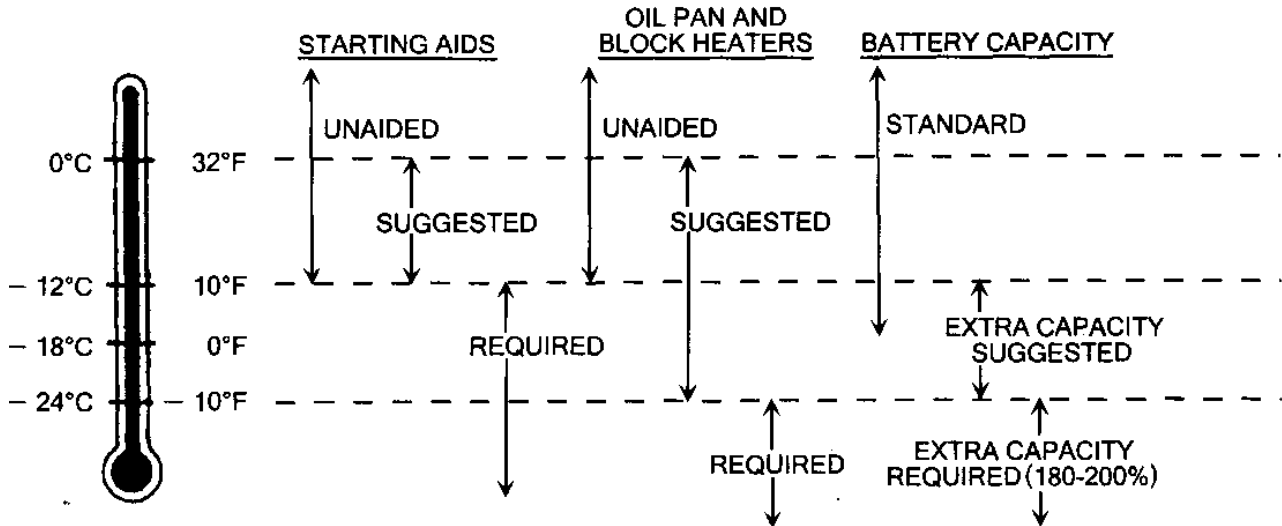 STARTING AIDS
OIL PAN AND
BLOCK HEATERS
BATTERY CAPACITY
UNAIDED
UNAIDED
STANDARD
0°C 32°F
SUGGESTED
SUGGESTED
– 12°C 10°F
– 18°C 0°F
REQUIRED
EXTRA CAPACITY
SUGGESTED
– 24°C – 10°F
REQUIRED
EXTRA CAPACITY
REQUIRED (180-200%)